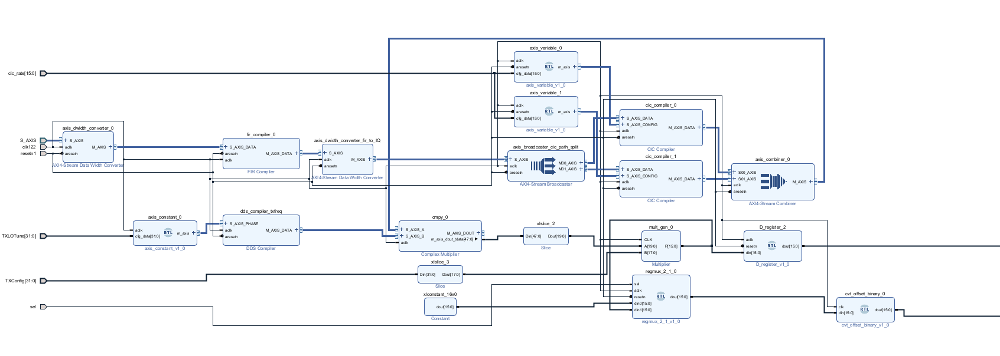 axis_variable_0
aclk
aresetn
cfg_data[15:0]
RTL
m_axis
axis_variable_v1_0
cic_rate[15:0]
axis_variable_1
aclk
aresetn
cfg_data[15:0]
RTL
m_axis
axis_variable_v1_0
cic_compiler_0
S_AXIS_DATA
S_AXIS_CONFIG
aclk
aresetn
M_AXIS_DATA
CIC Compiler
S_AXIS
clk122
resetn1
axis_dwidth_converter_0
S_AXIS
aclk
aresetn
M_AXIS
AXI4-Stream Data Width Converter
fir_compiler_0
S_AXIS_DATA
aresetn
aclk
M_AXIS_DATA
FIR Compiler
axis_dwidth_converter_fir_to_IQ
S_AXIS
aclk
aresetn
M_AXIS
AXI4-Stream Data Width Converter
axis_broadcaster_cic_path_split
S_AXIS
aclk
aresetn
M00_AXIS
M01_AXIS
AXI4-Stream Broadcaster
cic_compiler_1
S_AXIS_DATA
S_AXIS_CONFIG
aclk
aresetn
M_AXIS_DATA
CIC Compiler
axis_combiner_0
S00_AXIS
S01_AXIS
aclk
aresetn
M_AXIS
AXI4-Stream Combiner
TXLOTune[31:0]
axis_constant_0
aclk
cfg_data[31:0]
RTL
m_axis
axis_constant_v1_0
dds_compiler_txfreq
S_AXIS_PHASE
aclk
aresetn
M_AXIS_DATA
DDS Compiler
cmpy_0
S_AXIS_A
S_AXIS_B
aclk
M_AXIS_DOUT
m_axis_dout_tdata[47:0]
Complex Multiplier
xlslice_2
Din[47:0]
Dout[19:0]
Slice
mult_gen_0
CLK
A[19:0]
B[17:0]
P[15:0]
Multiplier
D_register_2
aclk
resetn
din[15:0]
RTL
dout[15:0]
D_register_v1_0
TXConfig[31:0]
xlslice_3
Din[31:0]
Dout[17:0]
Slice
regmux_2_1_0
sel
aclk
resetn
din0[15:0]
din1[15:0]
RTL
dout[15:0]
regmux_2_1_v1_0
sel
xlconstant_16x0
dout[15:0]
Constant
cvt_offset_binary_0
clk
din[15:0]
RTL
dout[15:0]
cvt_offset_binary_v1_0